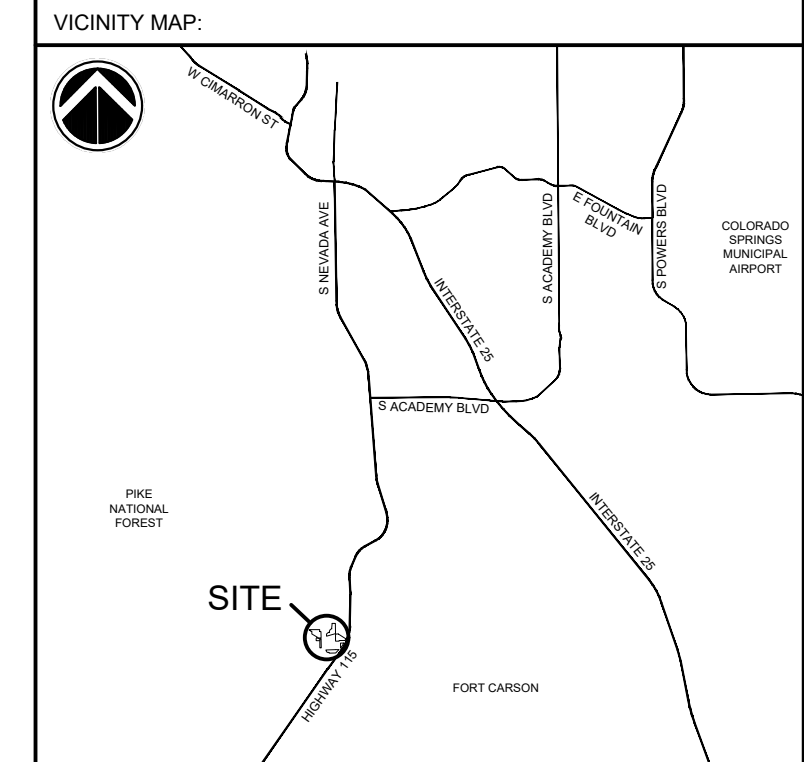 VICINITY MAP:
W CIMARRON ST
S NEVADA AVE
INTERSTATE 25
S ACADEMY BLVD
E FOUNTAIN
BLVD
S POWERS BLVD
COLORADO
SPRINGS
MUNICIPAL
AIRPORT
S ACADEMY BLVD
PIKE
NATIONAL
FOREST
INTERSTATE 25
SITE
HIGHWAY 115
FORT CARSON